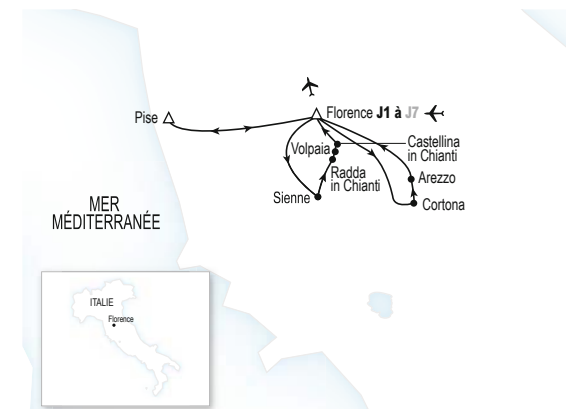 Pise
Florence J1 à J7
Volpaia
Castellina
in Chianti
Radda
in Chianti
Arezzo
Sienne
Cortona
MER
MÉDITERRANÉE
ITALIE
Florence